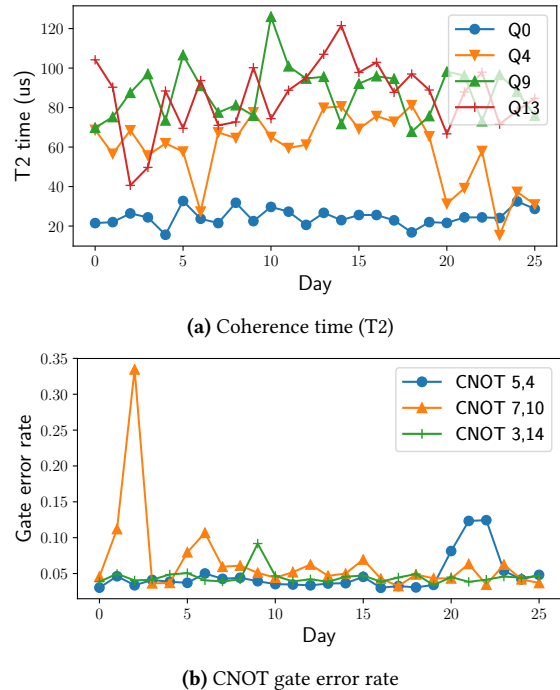 120
100
80
60
40
20
T2 time (us)
Q0
Q4
Q9
Q13
0 5 10 15 20 25
Day
(a) Coherence time (T2)
0.35
0.30
0.25
0.20
0.15
0.10
0.05
Gate error rate
CNOT 5,4
CNOT 7,10
CNOT 3,14
0 5 10 15 20 25
Day
(b) CNOT gate error rate